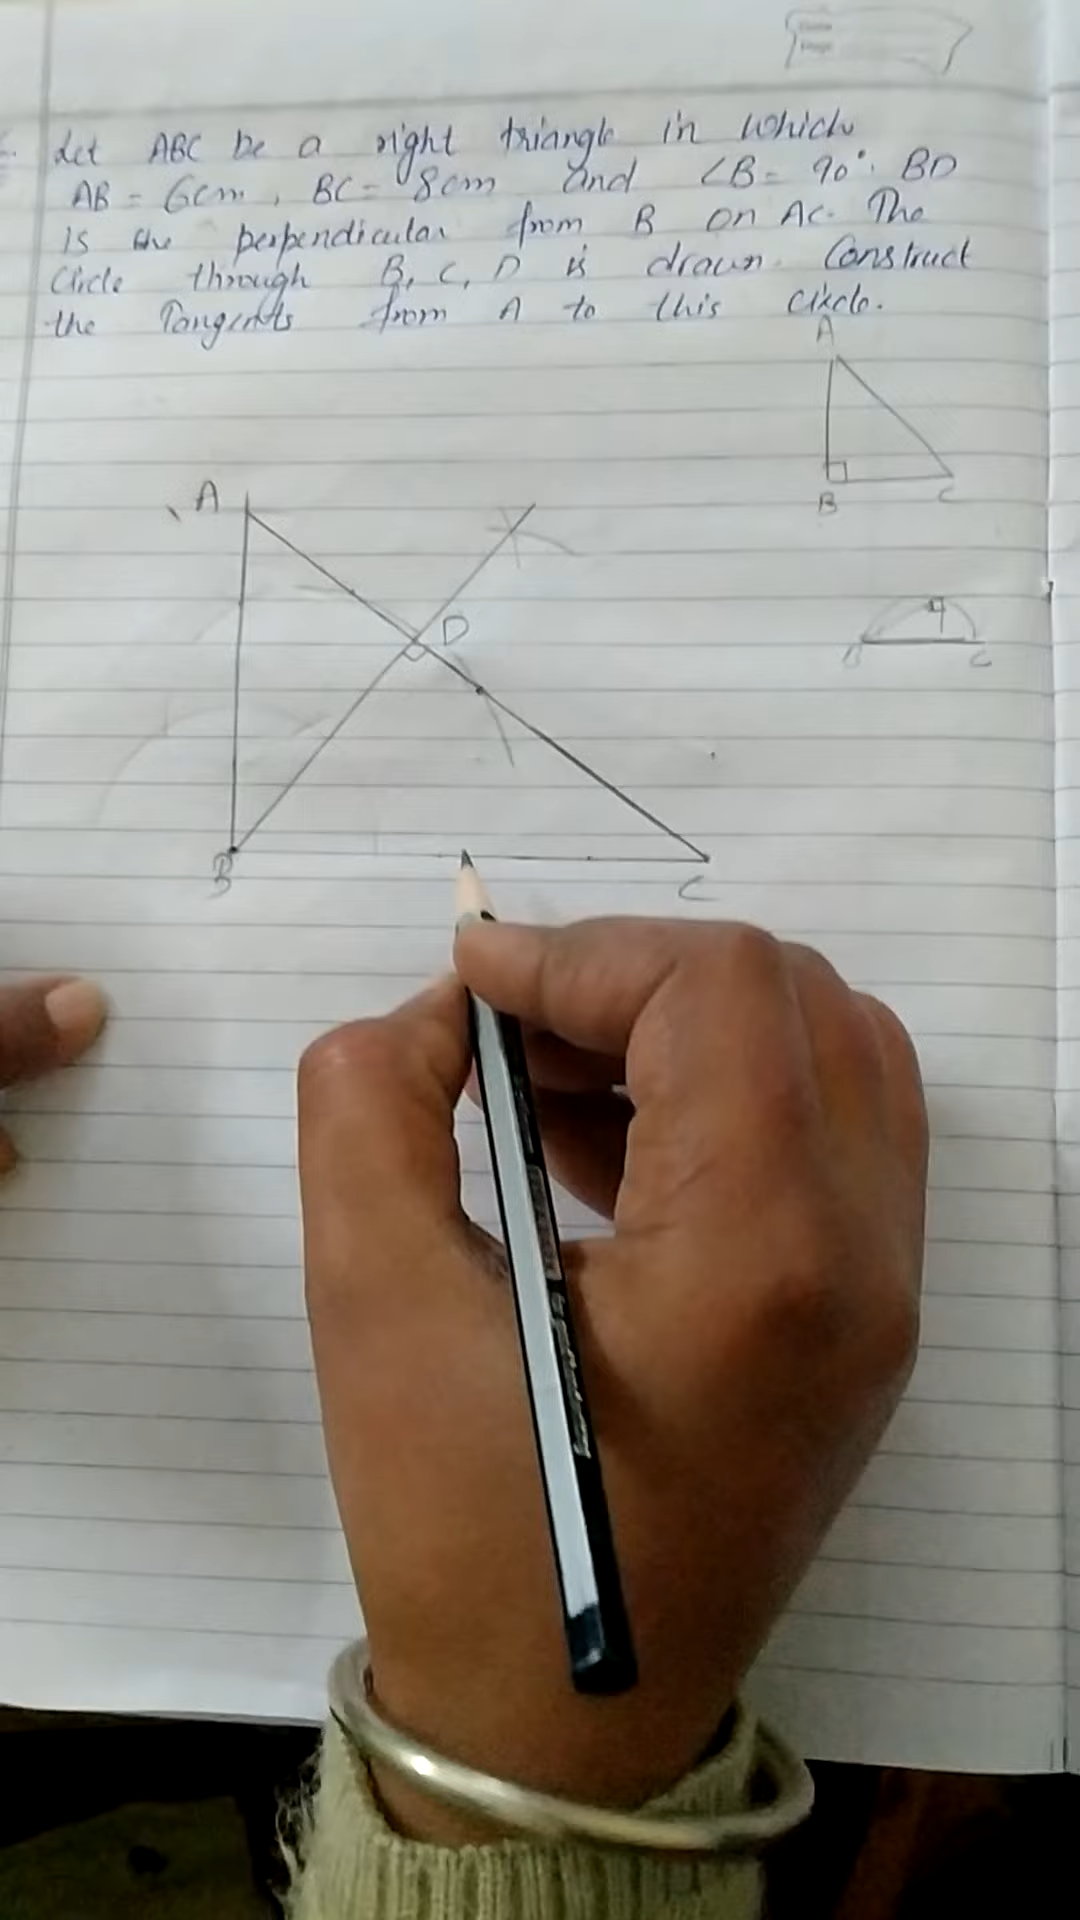 Let ABC be a right triangle in which
AB = 6cm, BC = 8cm and ∠B = 90°. BD
is the perpendicular from B on AC. The
Circle through B, C, D is drawn. Construct
the Tangents from A to this circle.
A
B C
A
D
B C
B C